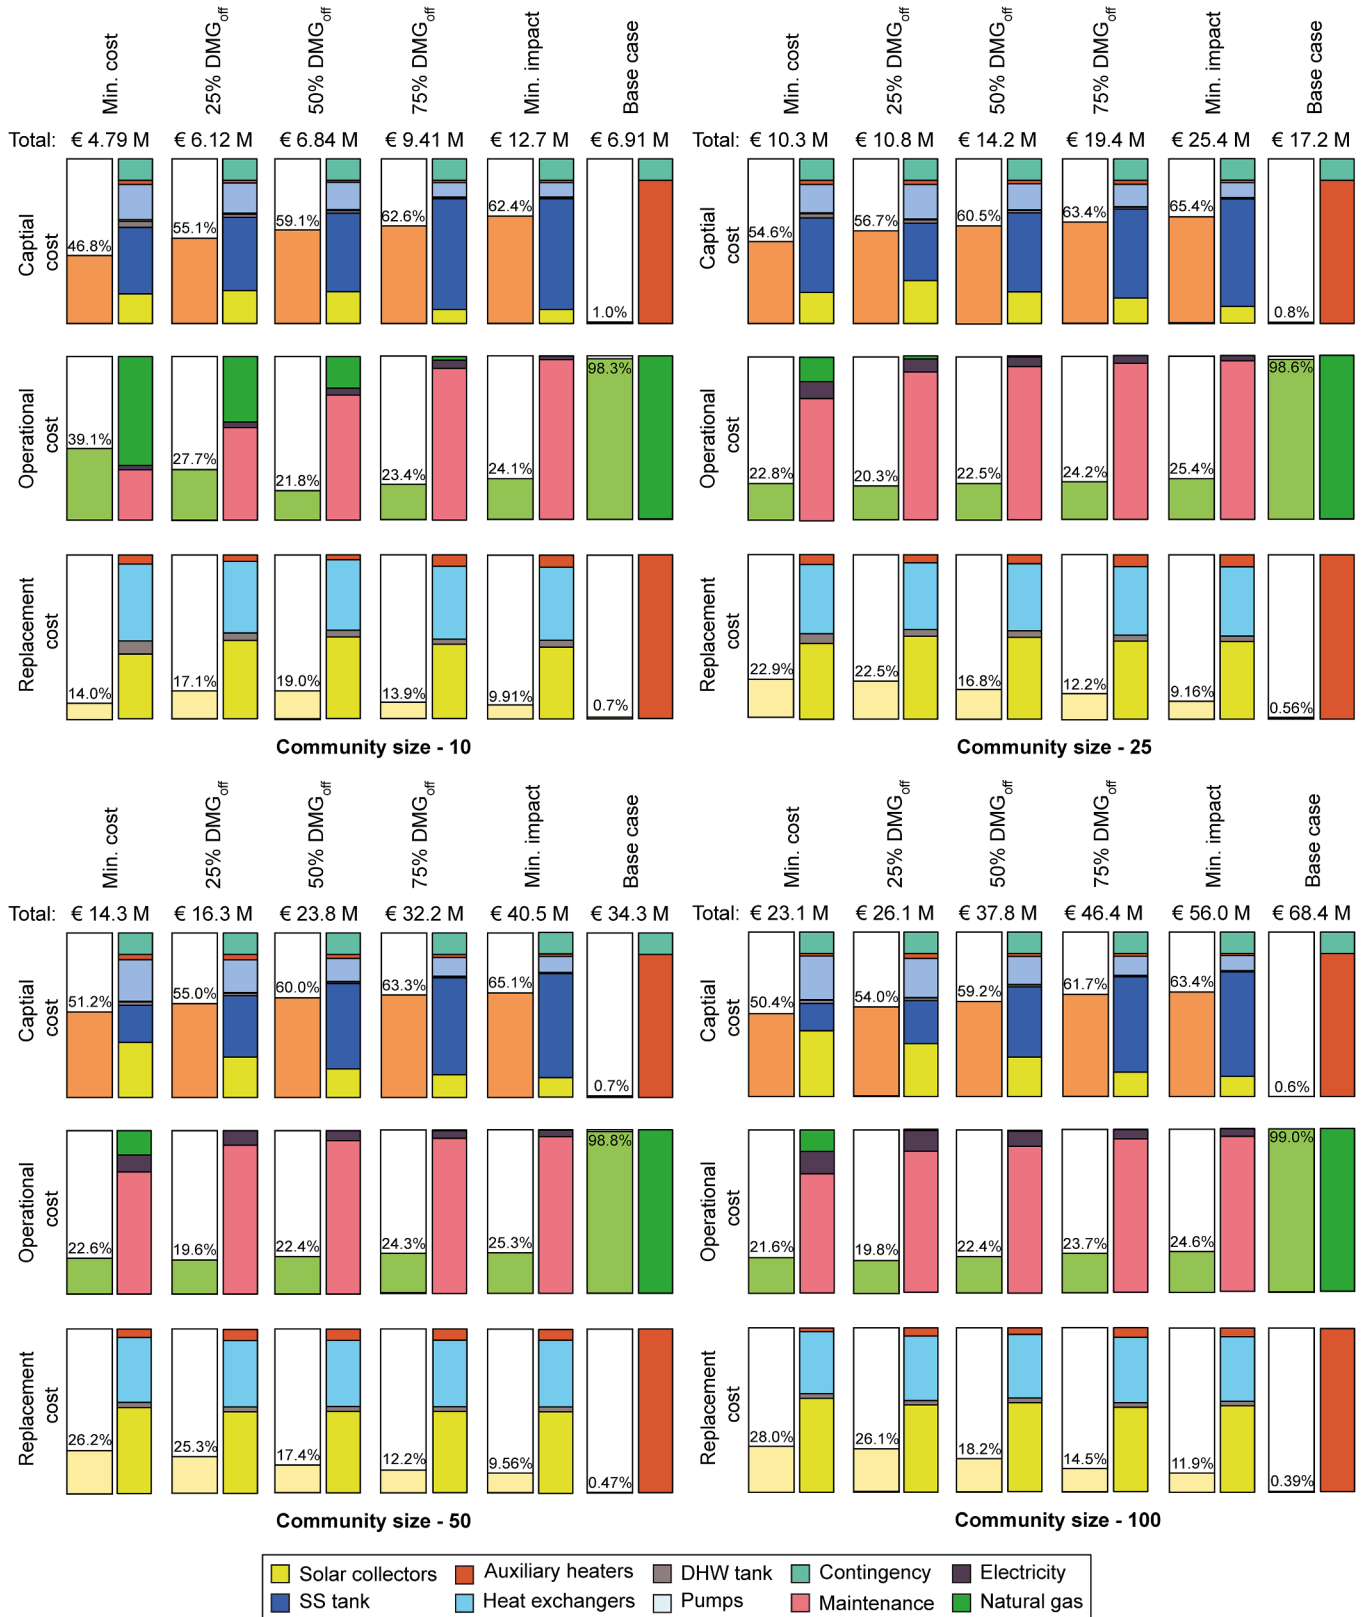 Min. cost
25% DMGoff
50% DMGoff
75% DMGoff
Min. impact
Base case
Total: € 4.79 M € 6.12 M € 6.84 M € 9.41 M € 12.7 M € 6.91 M
Captial
cost
46.8% 55.1% 59.1% 62.6% 62.4% 1.0%
Operational
cost
39.1% 27.7% 21.8% 23.4% 24.1% 98.3%
Replacement
cost
14.0% 17.1% 19.0% 13.9% 9.91% 0.7%
Community size - 10
Min. cost
25% DMGoff
50% DMGoff
75% DMGoff
Min. impact
Base case
Total: € 10.3 M € 10.8 M € 14.2 M € 19.4 M € 25.4 M € 17.2 M
Captial
cost
54.6% 56.7% 60.5% 63.4% 65.4% 0.8%
Operational
cost
22.8% 20.3% 22.5% 24.2% 25.4% 98.6%
Replacement
cost
22.9% 22.5% 16.8% 12.2% 9.16% 0.56%
Community size - 25
Min. cost
25% DMGoff
50% DMGoff
75% DMGoff
Min. impact
Base case
Total: € 14.3 M € 16.3 M € 23.8 M € 32.2 M € 40.5 M € 34.3 M
Captial
cost
51.2% 55.0% 60.0% 63.3% 65.1% 0.7%
Operational
cost
22.6% 19.6% 22.4% 24.3% 25.3% 98.8%
Replacement
cost
26.2% 25.3% 17.4% 12.2% 9.56% 0.47%
Community size - 50
Min. cost
25% DMGoff
50% DMGoff
75% DMGoff
Min. impact
Base case
Total: € 23.1 M € 26.1 M € 37.8 M € 46.4 M € 56.0 M € 68.4 M
Captial
cost
50.4% 54.0% 59.2% 61.7% 63.4% 0.6%
Operational
cost
21.6% 19.8% 22.4% 23.7% 24.6% 99.0%
Replacement
cost
28.0% 26.1% 18.2% 14.5% 11.9% 0.39%
Community size - 100
Solar collectors Auxiliary heaters DHW tank Contingency Electricity
SS tank Heat exchangers Pumps Maintenance Natural gas